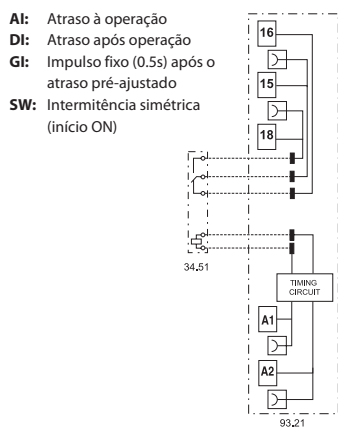 AI: Atraso à operação
DI: Atraso após operação
GI: Impulso fixo (0.5s) após o
atraso pré-ajustado
SW: Intermitência simétrica
(início ON)
16
15
18
34.51
TIMING
CIRCUIT
A1
A2
93.21